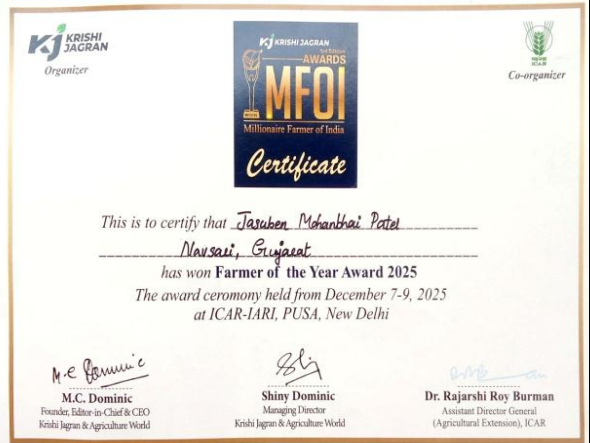 KJ KRISHI JAGRAN
Organizer
KJ KRISHI JAGRAN
3rd Edition
AWARDS
MFOI
Millionaire Farmer of India
Certificate
ICAR
Co-organizer
This is to certify that Jasuben Mohanbhai Patel
Navsari, Gujarat
has won Farmer of the Year Award 2025
The award ceromony held from December 7-9, 2025
at ICAR-IARI, PUSA, New Delhi
M.C Dominic
M.C. Dominic
Founder, Editor-in-Chief & CEO
Krishi Jagran & Agriculture World
Shiny Dominic
Managing Director
Krishi Jagran & Agriculture World
Dr. Rajarshi Roy Burman
Assistant Director General
(Agricultural Extension), ICAR